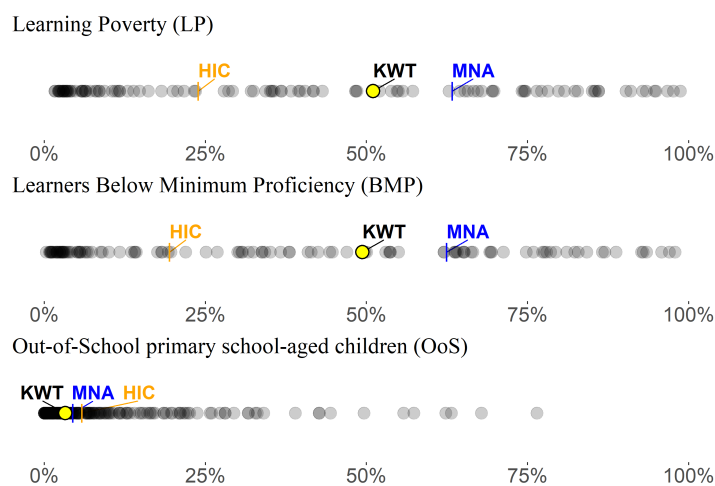 Learning Poverty (LP)
HIC KWT MNA
0% 25% 50% 75% 100%
Learners Below Minimum Proficiency (BMP)
HIC KWT MNA
0% 25% 50% 75% 100%
Out-of-School primary school-aged children (OoS)
KWT MNA HIC
0% 25% 50% 75% 100%